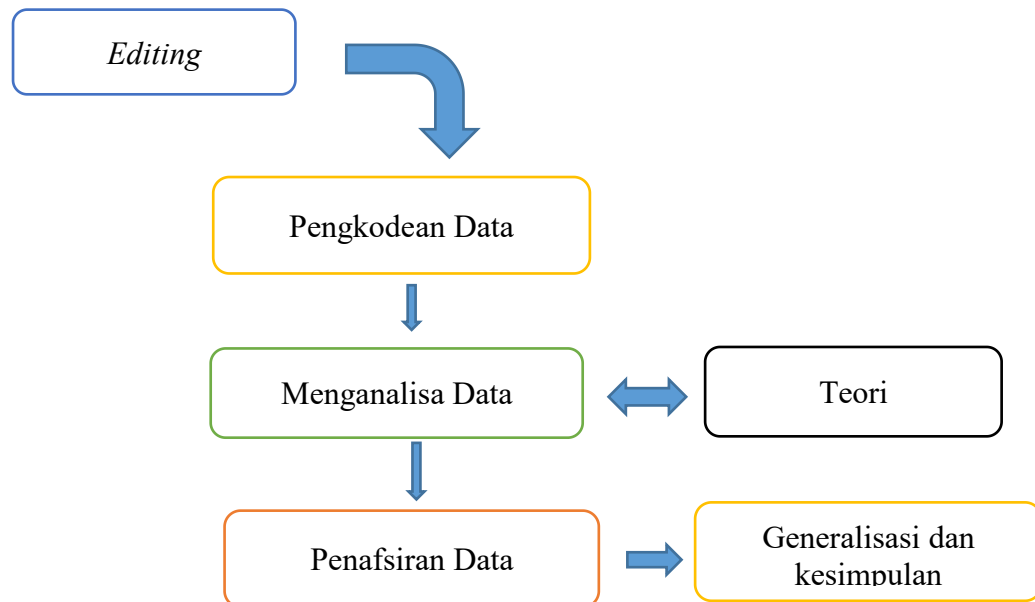 Editing
Pengkodean Data
Menganalisa Data
Teori
Penafsiran Data
Generalisasi dan
kesimpulan